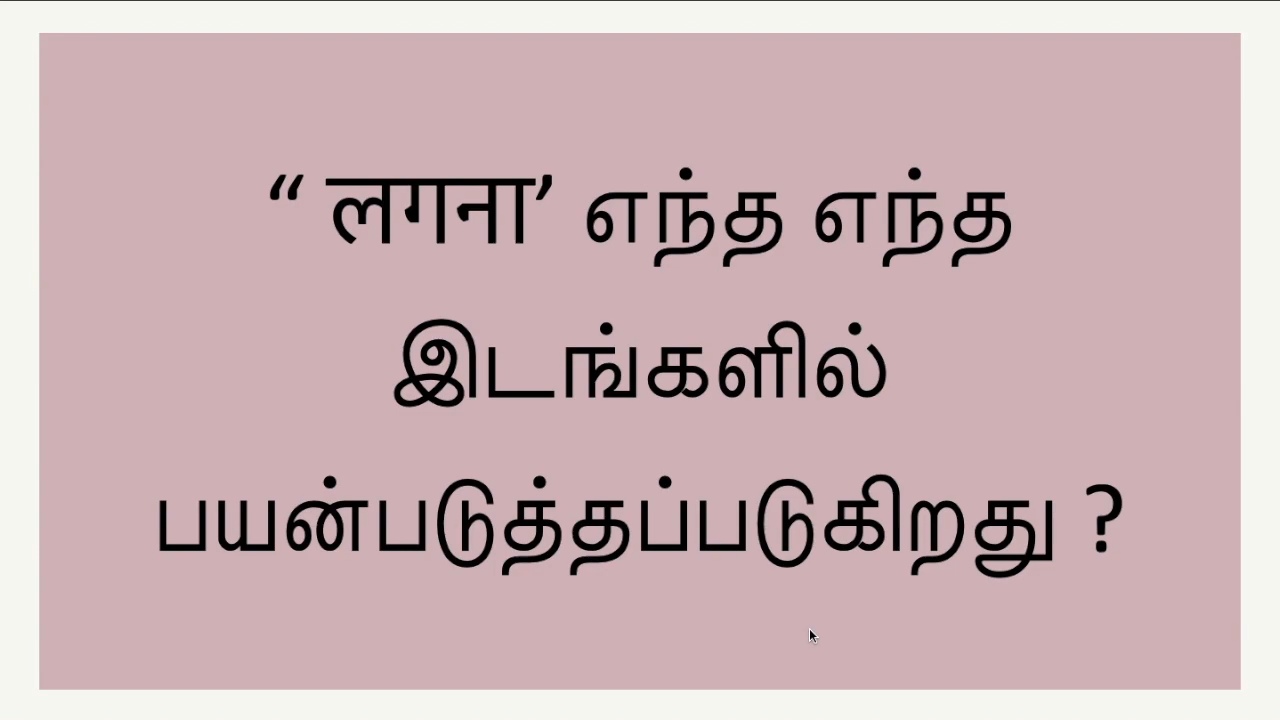 “ लगना’ எந்த எந்த
இடங்களில்
பயன்படுத்தப்படுகிறது ?